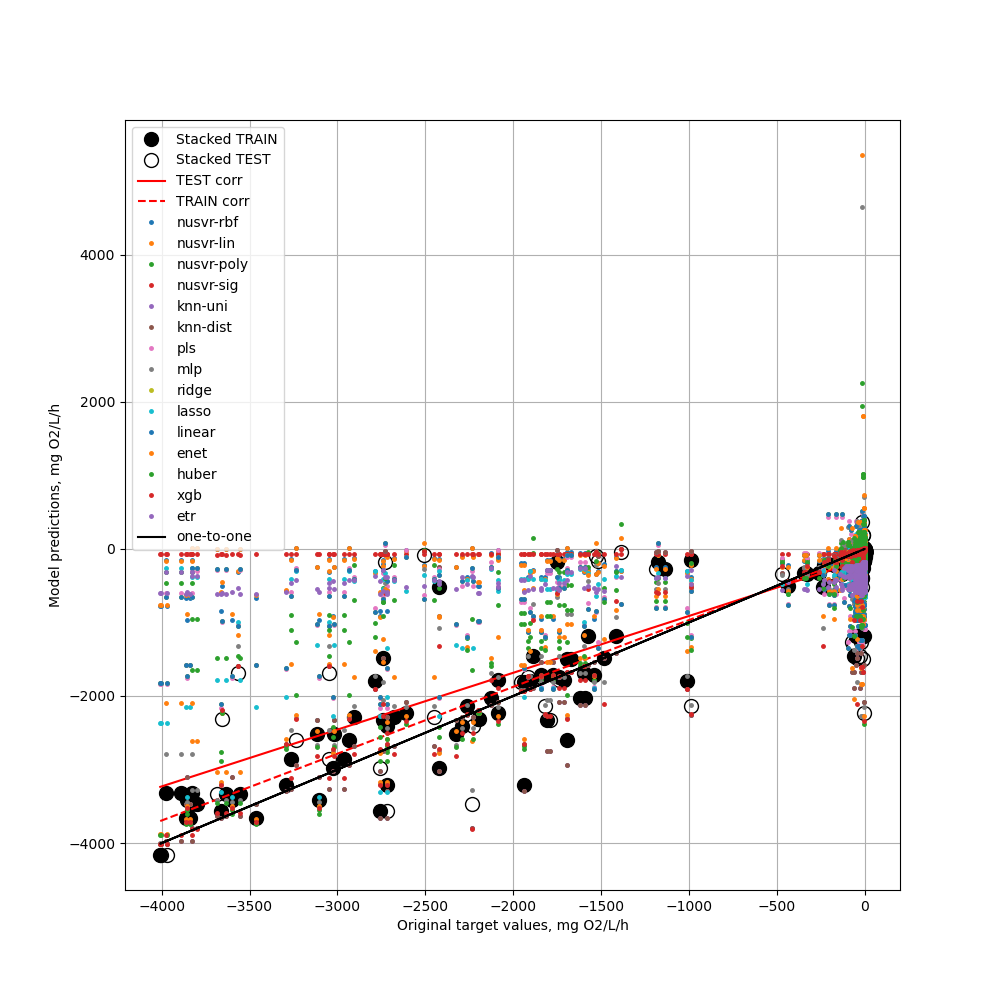 Stacked TRAIN
Stacked TEST
TEST corr
TRAIN corr
nusvr-rbf
nusvr-lin
nusvr-poly
nusvr-sig
knn-uni
knn-dist
pls
mlp
ridge
lasso
linear
enet
huber
xgb
etr
one-to-one
4000
2000
0
−2000
−4000
Model predictions, mg O2/L/h
−4000 −3500 −3000 −2500 −2000 −1500 −1000 −500 0
Original target values, mg O2/L/h